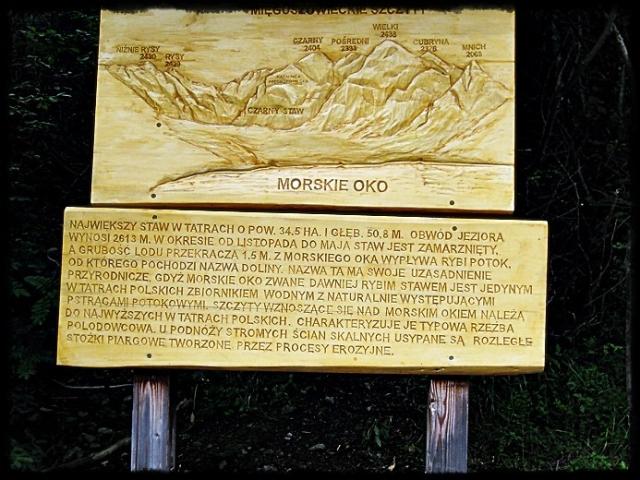 MIĘGUSZOWIECKIE SZCZYTY
WIELKI
2438
CZARNY
2404
POŚREDNI
2393
CUBRYNA
2376
MNICH
2068
NIŻNIE RYSY
2430
RYSY
2499
CZARNY STAW
MORSKIE OKO
NAJWIĘKSZY STAW W TATRACH O POW. 34,5 HA. I GŁĘB. 50,8 M. OBWÓD JEZIORA
WYNOSI 2613 M. W OKRESIE OD LISTOPADA DO MAJA STAW JEST ZAMARZNIĘTY,
A GRUBOŚĆ LODU PRZEKRACZA 1,5 M. Z MORSKIEGO OKA WYPŁYWA RYBI POTOK,
OD KTÓREGO POCHODZI NAZWA DOLINY. NAZWA TA MA SWOJE UZASADNIENIE
PRZYRODNICZE, GDYŻ MORSKIE OKO ZWANE DAWNIEJ RYBIM STAWEM JEST JEDYNYM
W TATRACH POLSKICH ZBIORNIKIEM WODNYM Z NATURALNIE WYSTĘPUJĄCYMI
PSTRĄGAMI POTOKOWYMI. SZCZYTY WZNOSZĄCE SIĘ NAD MORSKIM OKIEM NALEŻĄ
DO NAJWYŻSZYCH W TATRACH POLSKICH. CHARAKTERYZUJE JE TYPOWA RZEŹBA
POLODOWCOWA. U PODNÓŻY STROMYCH ŚCIAN SKALNYCH USYPANE SĄ ROZLEGŁE
STOŻKI PIARGOWE TWORZONE PRZEZ PROCESY EROZYJNE.